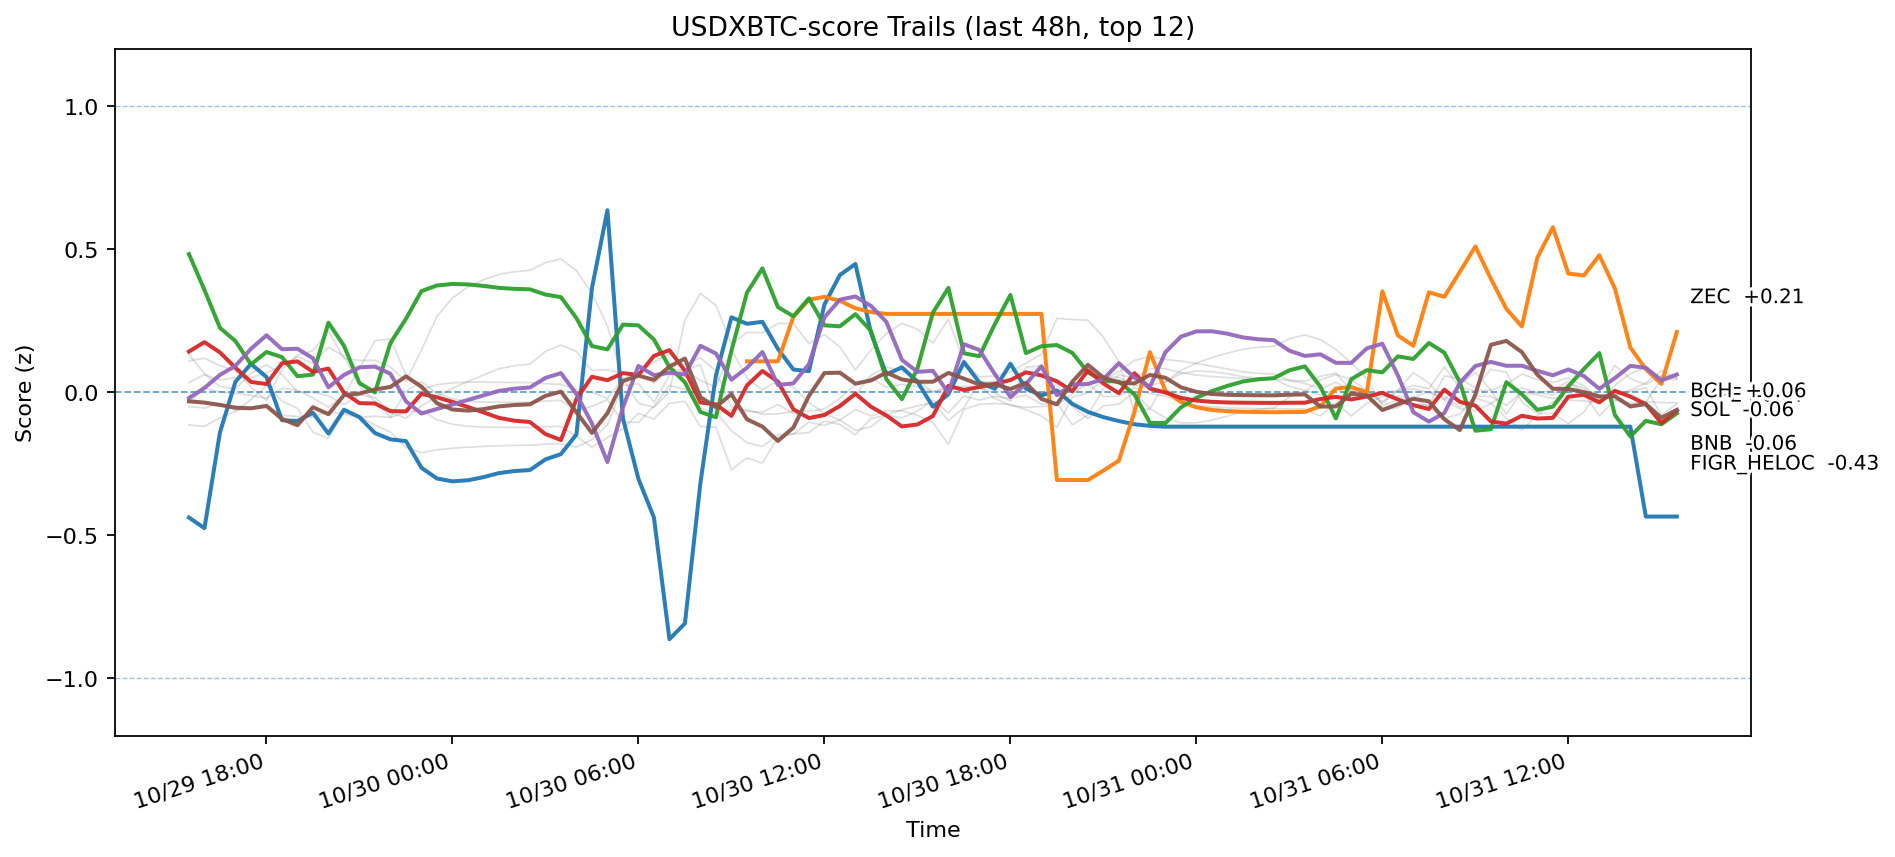 USDXBTC-score Trails (last 48h, top 12)
Score (z)
1.0
0.5
0.0
−0.5
−1.0
ZEC +0.21
BCH +0.06
SOL -0.06
BNB -0.06
FIGR_HELOC -0.43
10/29 18:00
10/30 00:00
10/30 06:00
10/30 12:00
10/30 18:00
10/31 00:00
10/31 06:00
10/31 12:00
Time